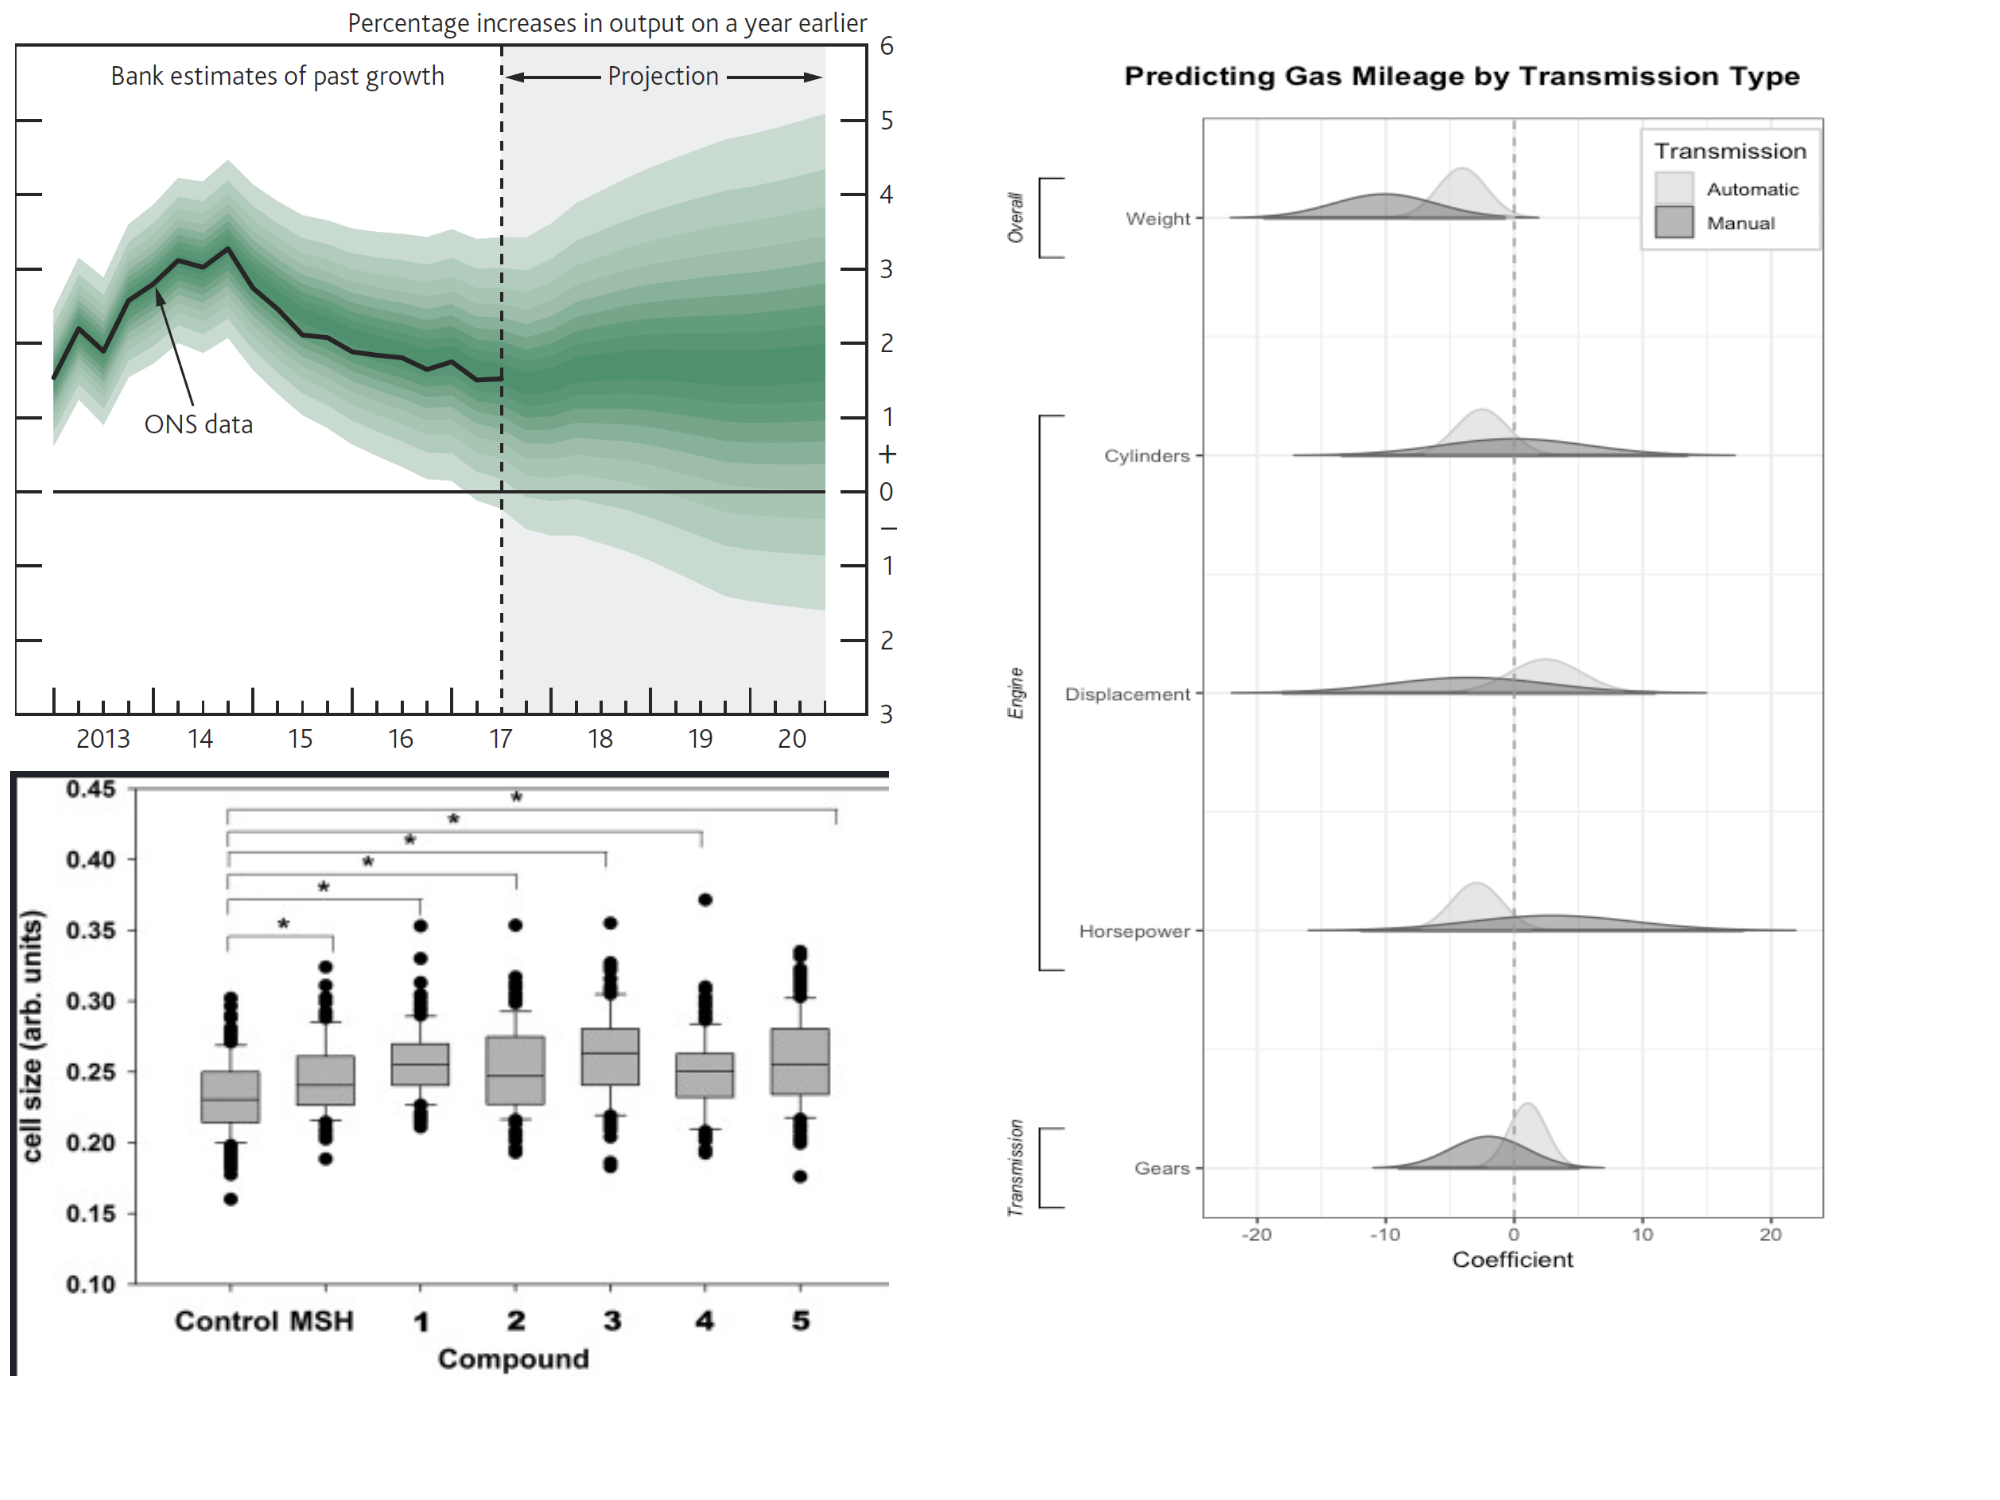 Percentage increases in output on a year earlier
6
Bank estimates of past growth
Projection
5
4
3
2
1
+
0
–
1
2
3
ONS data
2013 14 15 16 17 18 19 20
0.45
0.40
0.35
0.30
0.25
0.20
0.15
0.10
* * * * * *
cell size (arb. units)
Control MSH 1 2 3 4 5
Compound
Predicting Gas Mileage by Transmission Type
Transmission
Automatic
Manual
Overall
Weight
Engine
Cylinders
Displacement
Horsepower
Transmission
Gears
-20 -10 0 10 20
Coefficient